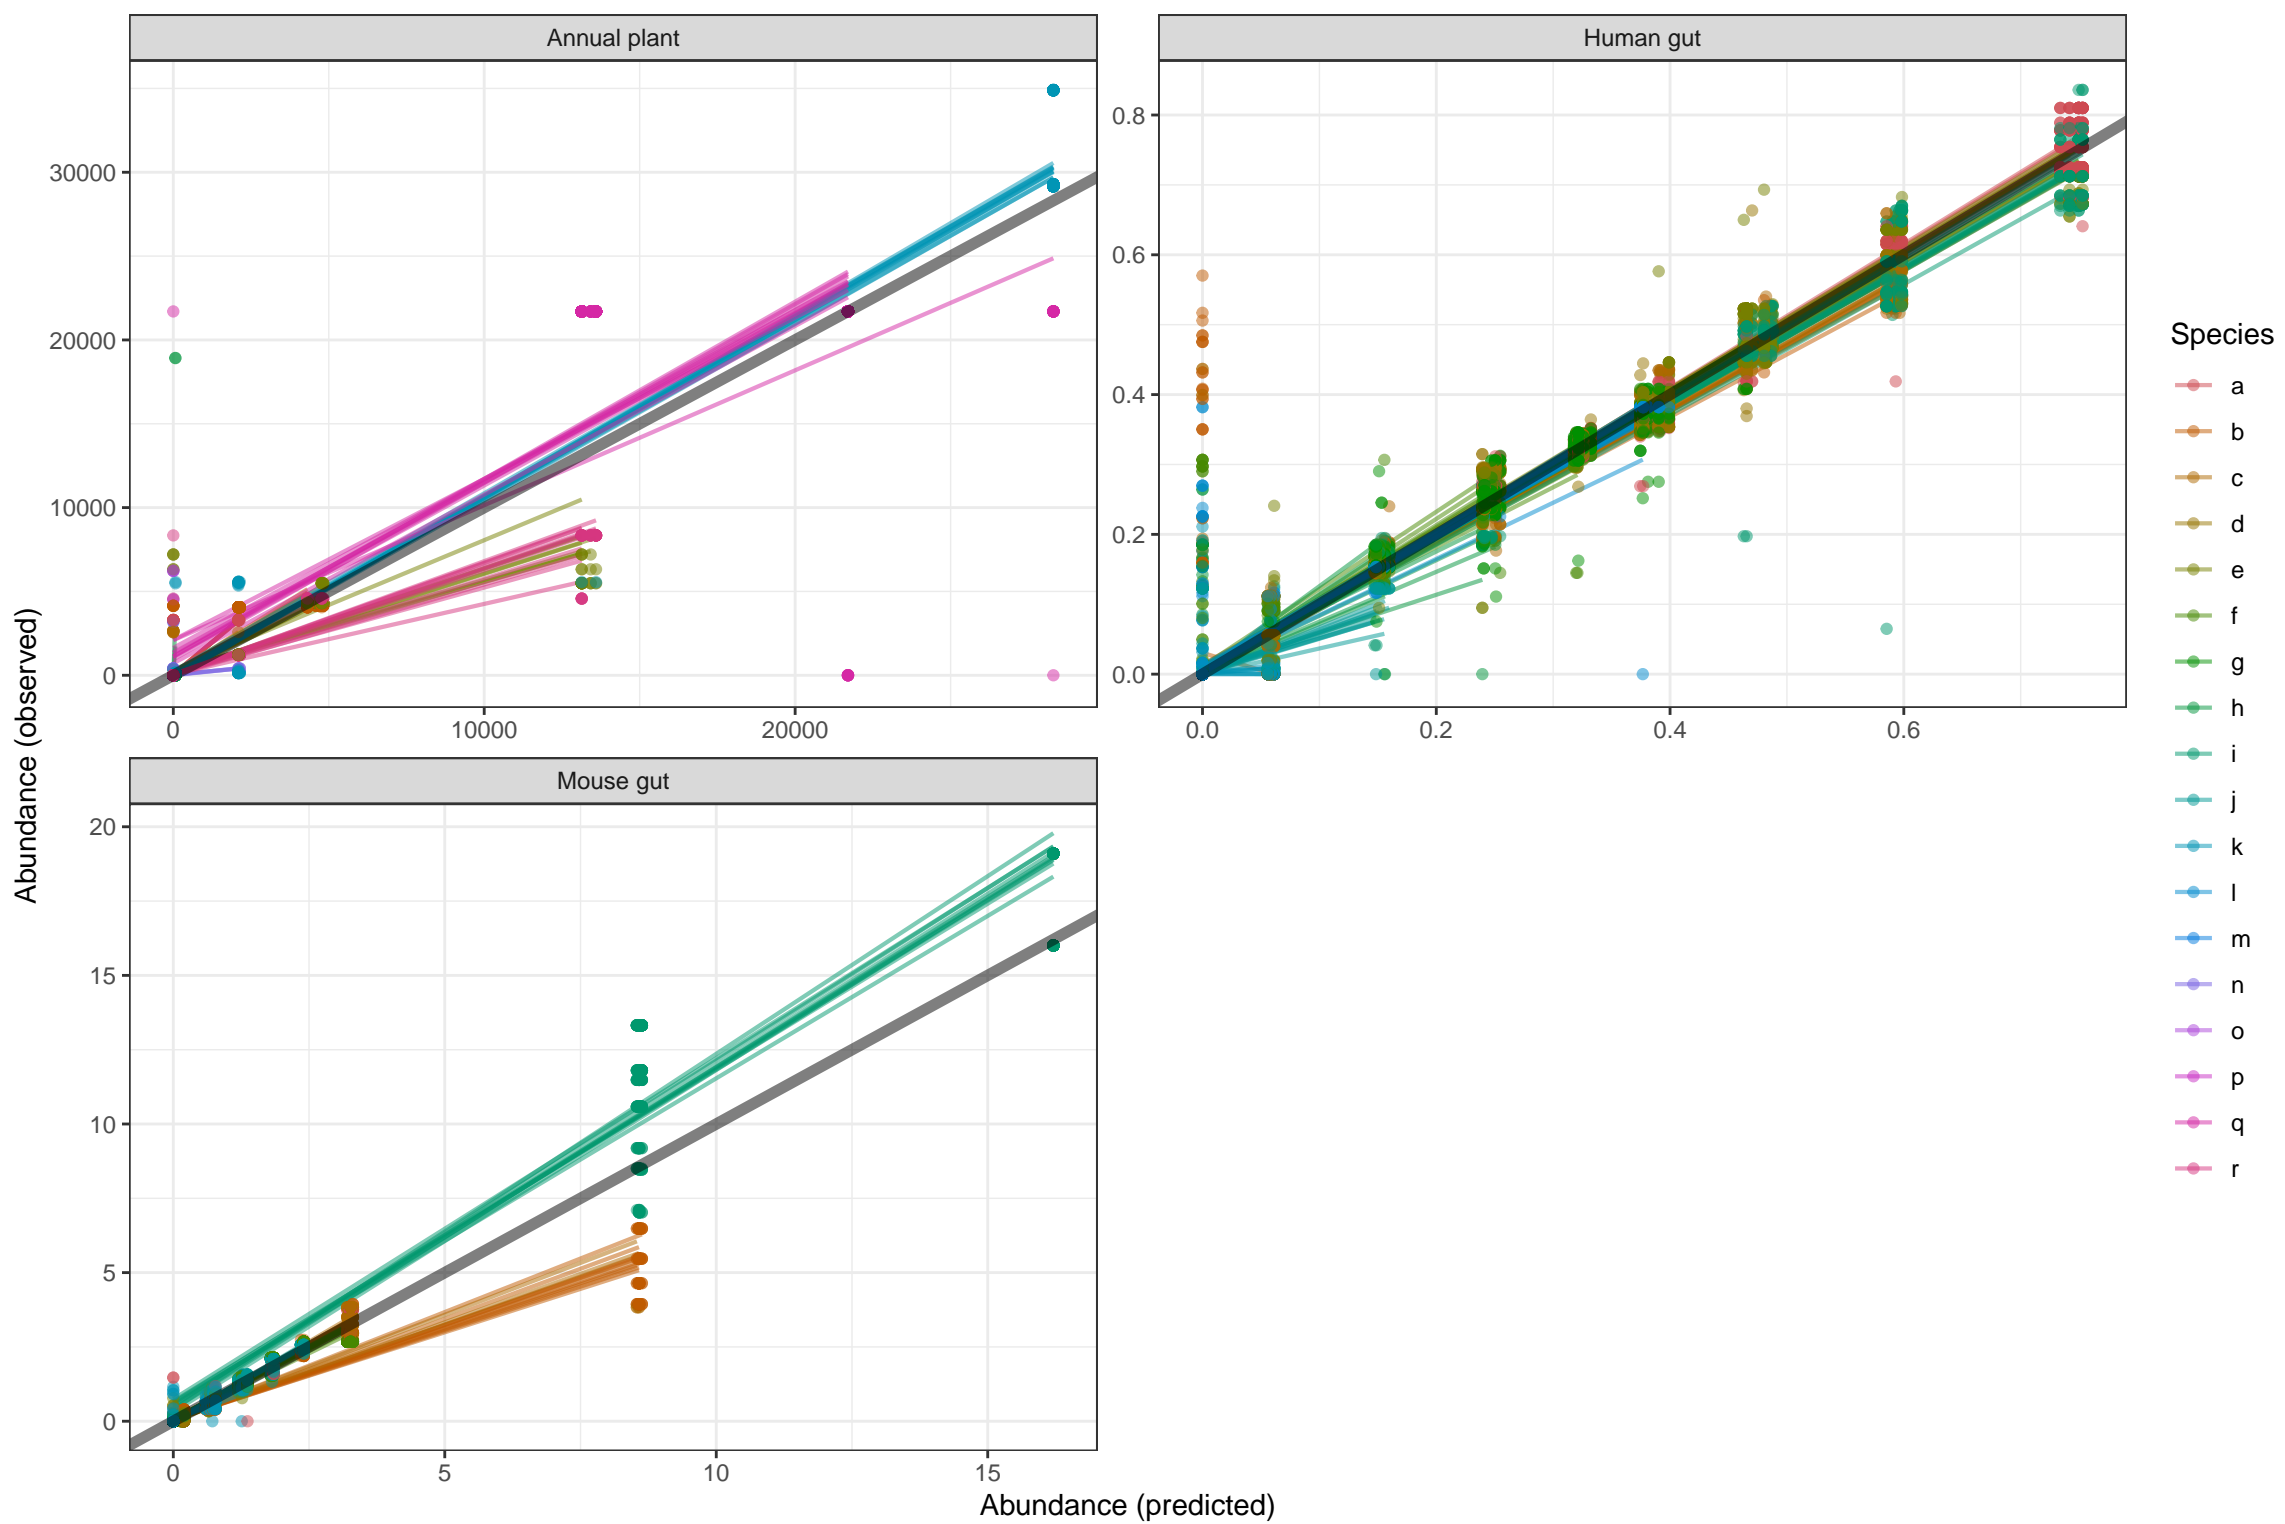 Annual plant
Human gut
30000
20000
10000
0
0 10000 20000
0.8
0.6
0.4
0.2
0.0
0.0 0.2 0.4 0.6
Mouse gut
20
15
10
5
0
0 5 10 15
Abundance (observed)
Abundance (predicted)
Species
a
b
c
d
e
f
g
h
i
j
k
l
m
n
o
p
q
r